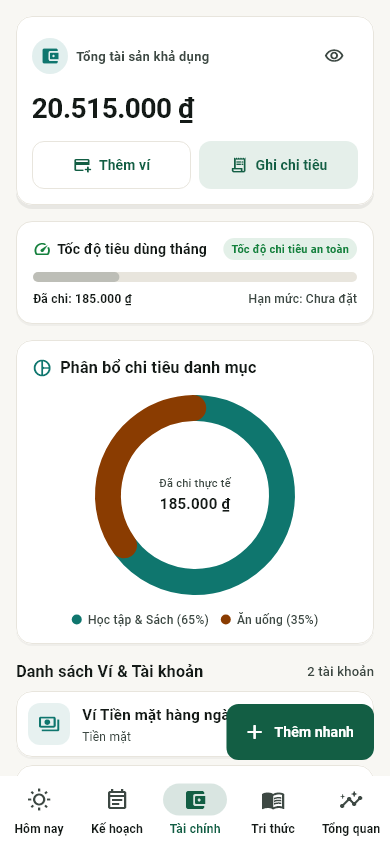 Tổng tài sản khả dụng
20.515.000 ₫
Thêm ví
Ghi chi tiêu
Tốc độ tiêu dùng tháng
Tốc độ chi tiêu an toàn
Đã chi: 185.000 ₫
Hạn mức: Chưa đặt
Phân bổ chi tiêu danh mục
Đã chi thực tế
185.000 ₫
Học tập & Sách (65%)
Ăn uống (35%)
Danh sách Ví & Tài khoản
2 tài khoản
Ví Tiền mặt hàng ngà
Tiền mặt
Thêm nhanh
Hôm nay
Kế hoạch
Tài chính
Tri thức
Tổng quan